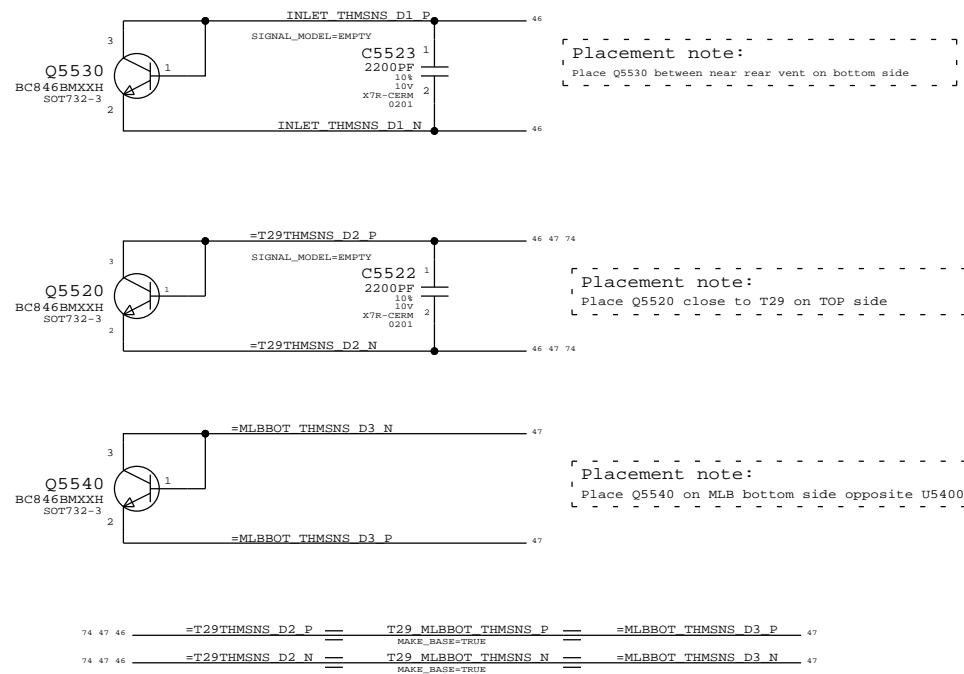 INLET_THMSNS_D1_P
46
SIGNAL_MODEL=EMPTY
3
1
Q5530
BC846BMXXH
SOT732-3
2
C5523
1
2200PF
10%
10V
X7R-CERM
0201
2
INLET_THMSNS_D1_N
46
Placement note:
Place Q5530 between near rear vent on bottom side
=T29THMSNS_D2_P
46 47 74
SIGNAL_MODEL=EMPTY
3
1
Q5520
BC846BMXXH
SOT732-3
2
C5522
1
2200PF
10%
10V
X7R-CERM
0201
2
=T29THMSNS_D2_N
46 47 74
Placement note:
Place Q5520 close to T29 on TOP side
=MLBBOT_THMSNS_D3_N
47
3
1
Q5540
BC846BMXXH
SOT732-3
2
=MLBBOT_THMSNS_D3_P
47
Placement note:
Place Q5540 on MLB bottom side opposite U5400
74 47 46 =T29THMSNS_D2_P T29_MLBBOT_THMSNS_P =MLBBOT_THMSNS_D3_P 47
MAKE_BASE=TRUE
74 47 46 =T29THMSNS_D2_N T29_MLBBOT_THMSNS_N =MLBBOT_THMSNS_D3_N 47
MAKE_BASE=TRUE